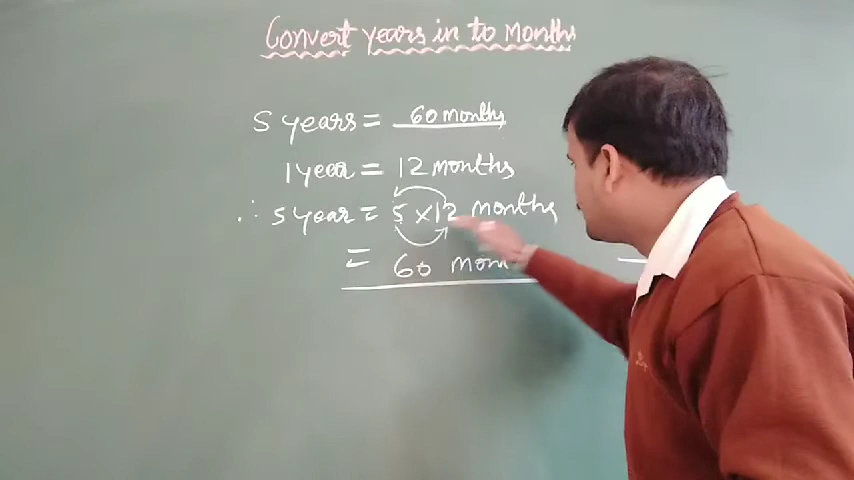 Convert years in to Months
5 years = 60 months
1 year = 12 months
∴ 5 year = 5 x 12 months
= 60